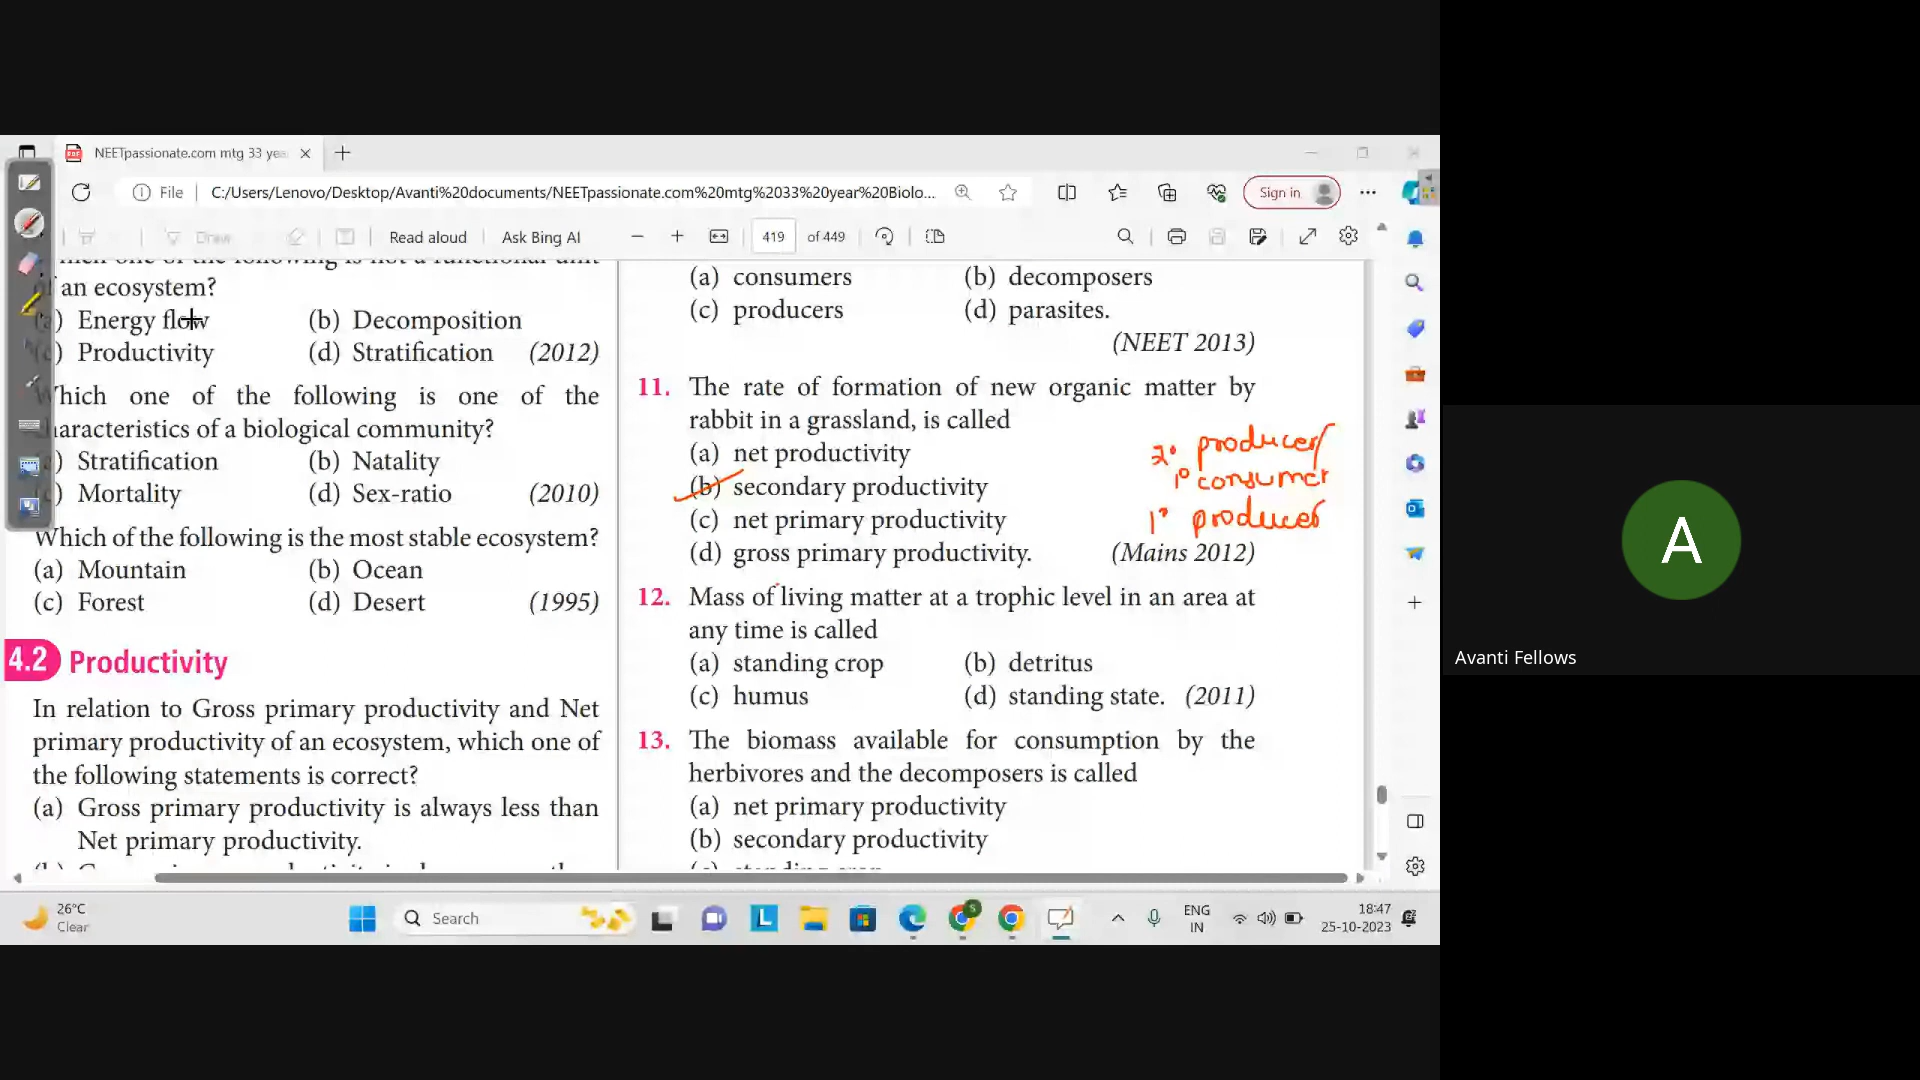 NEETpassionate.com mtg 33 yea
File
C:/Users/Lenovo/Desktop/Avanti%20documents/NEETpassionate.com%20mtg%2033%20year%20Biolo...
Sign in
Draw
Read aloud
Ask Bing AI
419
of 449
of the following is not a functional unit
an ecosystem?
Energy flow (b) Decomposition
Productivity (d) Stratification (2012)
Which one of the following is one of the
characteristics of a biological community?
Stratification (b) Natality
Mortality (d) Sex-ratio (2010)
Which of the following is the most stable ecosystem?
(a) Mountain (b) Ocean
(c) Forest (d) Desert (1995)
4.2 Productivity
In relation to Gross primary productivity and Net
primary productivity of an ecosystem, which one of
the following statements is correct?
(a) Gross primary productivity is always less than
Net primary productivity.
(a) consumers (b) decomposers
(c) producers (d) parasites.
(NEET 2013)
11. The rate of formation of new organic matter by
rabbit in a grassland, is called
(a) net productivity
(b) secondary productivity
(c) net primary productivity
(d) gross primary productivity. (Mains 2012)
2° producer/
1° consumer
1° producer
12. Mass of living matter at a trophic level in an area at
any time is called
(a) standing crop (b) detritus
(c) humus (d) standing state. (2011)
13. The biomass available for consumption by the
herbivores and the decomposers is called
(a) net primary productivity
(b) secondary productivity
26°C
Clear
Search
ENG
IN
18:47
25-10-2023
A
Avanti Fellows